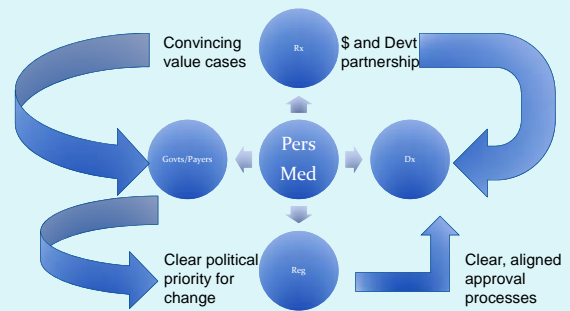 Convincing
value cases
Rx
$ and Devt
partnership
Govts/Payers
Pers
Med
Dx
Clear political
priority for
change
Reg
Clear, aligned
approval
processes